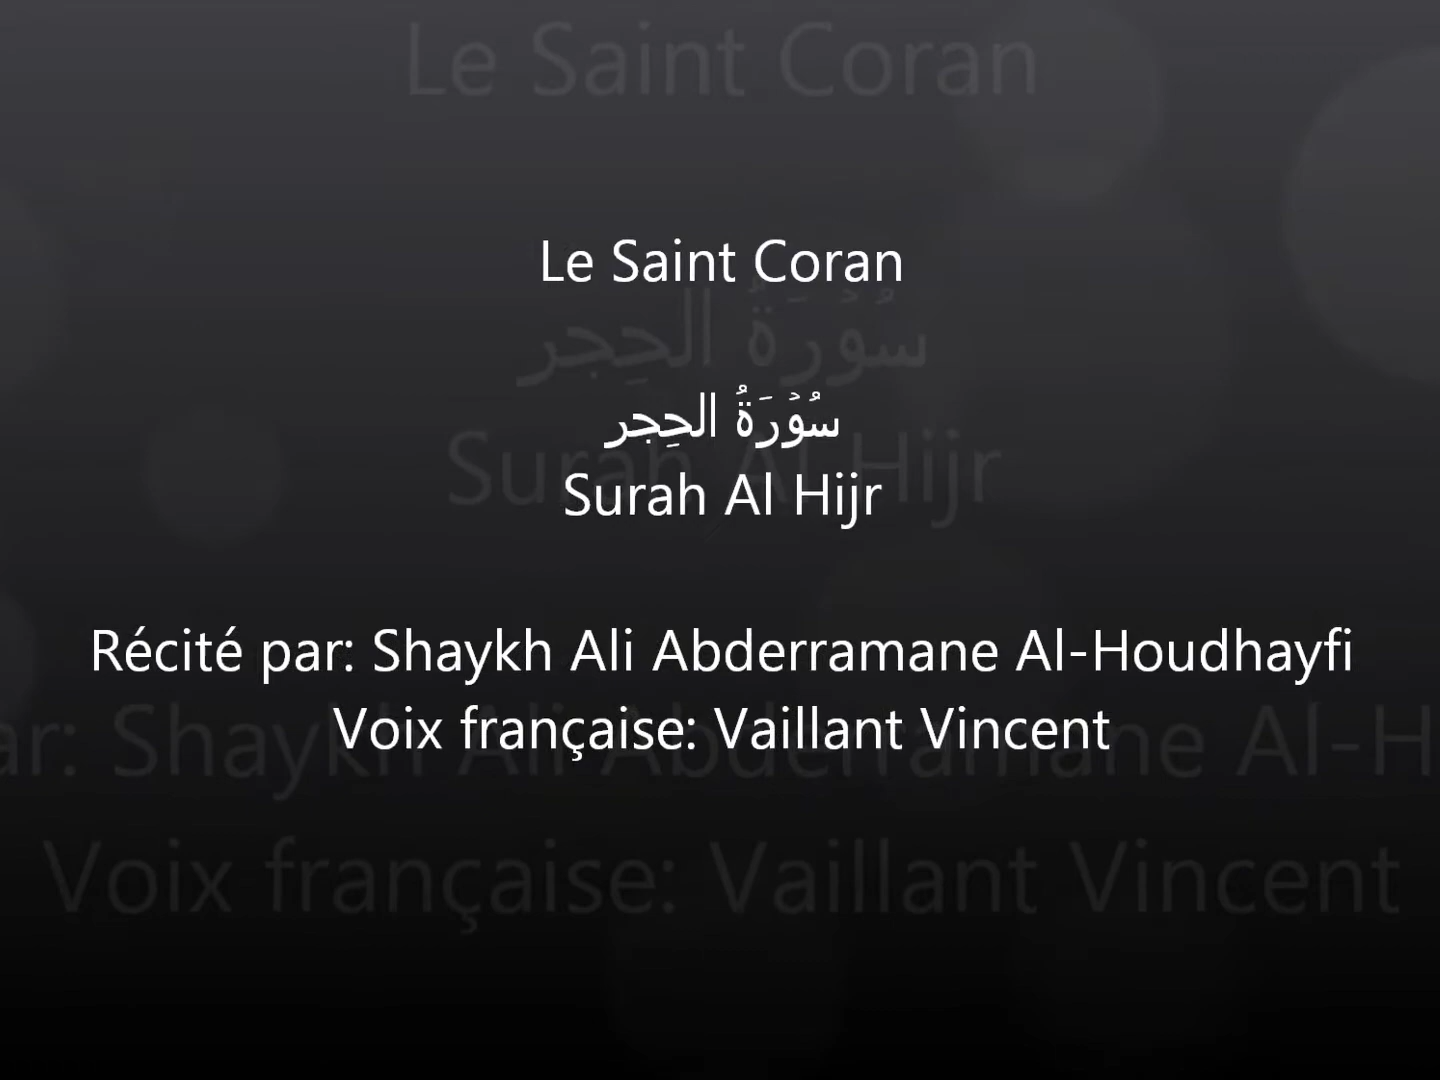 Le Saint Coran
سُوۡرَةُ الحِجر
Surah Al Hijr
Récité par: Shaykh Ali Abderramane Al-Houdhayfi
Voix française: Vaillant Vincent